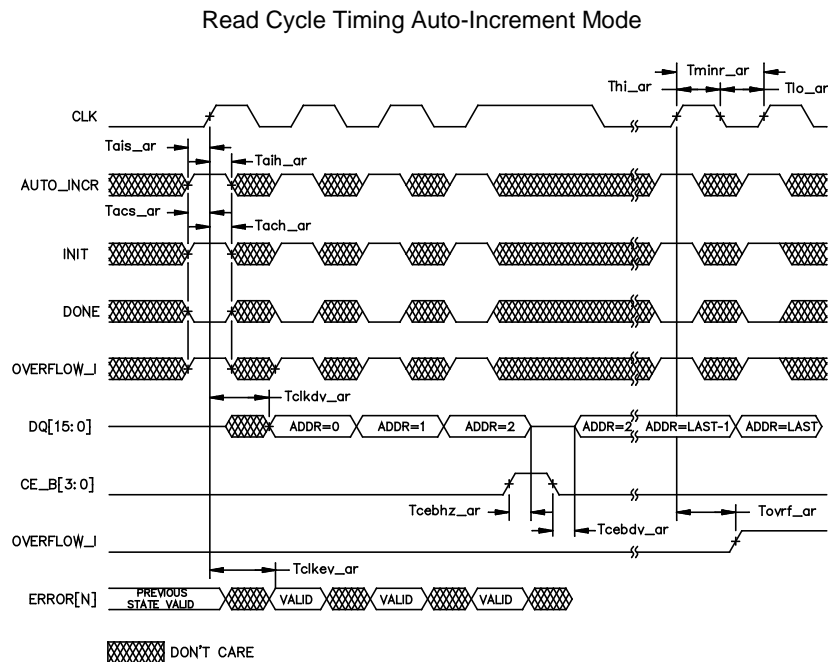 Read Cycle Timing Auto-Increment Mode
Tminr_ar
Thi_ar
Tlo_ar
CLK
Tais_ar
Taih_ar
AUTO_INCR
Tacs_ar
Tach_ar
INIT
DONE
OVERFLOW_I
Tclkdv_ar
DQ[15:0]
ADDR=0
ADDR=1
ADDR=2
ADDR=2
ADDR=LAST-1
ADDR=LAST
CE_B[3:0]
Tcebhz_ar
Tcebdv_ar
Tovrf_ar
OVERFLOW_I
Tclkev_ar
ERROR[N]
PREVIOUS
STATE VALID
VALID
VALID
VALID
DON'T CARE